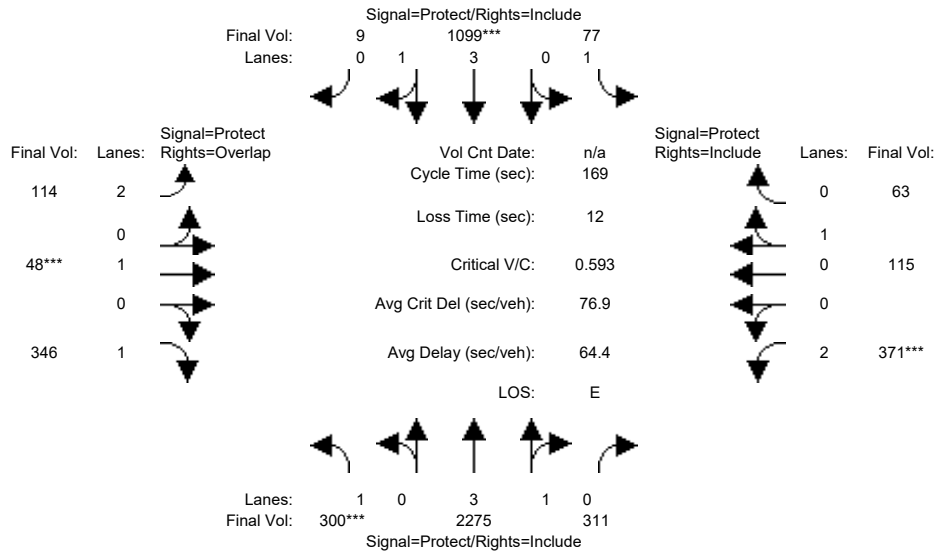 Signal=Protect/Rights=Include
Final Vol: 9 1099*** 77
Lanes: 0 1 3 0 1
Signal=Protect
Final Vol: Lanes: Rights=Overlap
Vol Cnt Date: n/a
Signal=Protect
Rights=Include Lanes: Final Vol:
Cycle Time (sec): 169
114 2
0 63
Loss Time (sec): 12
0
1
48*** 1
Critical V/C: 0.593
0 115
0
Avg Crit Del (sec/veh): 76.9
0
346 1
Avg Delay (sec/veh): 64.4
2 371***
LOS: E
Lanes: 1 0 3 1 0
Final Vol: 300*** 2275 311
Signal=Protect/Rights=Include